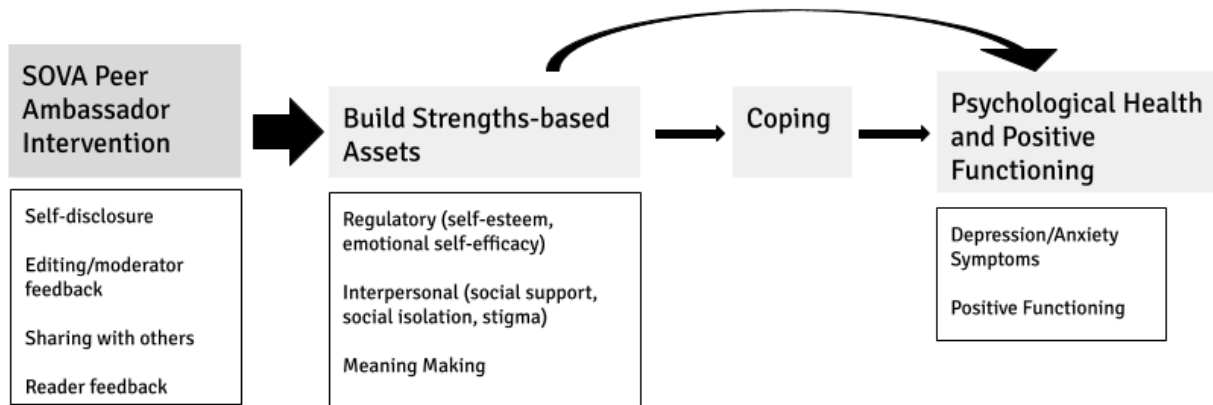 SOVA Peer
Ambassador
Intervention
Self-disclosure
Editing/moderator
feedback
Sharing with others
Reader feedback
Build Strengths-based
Assets
Regulatory (self-esteem,
emotional self-efficacy)
Interpersonal (social support,
social isolation, stigma)
Meaning Making
Coping
Psychological Health
and Positive
Functioning
Depression/Anxiety
Symptoms
Positive Functioning